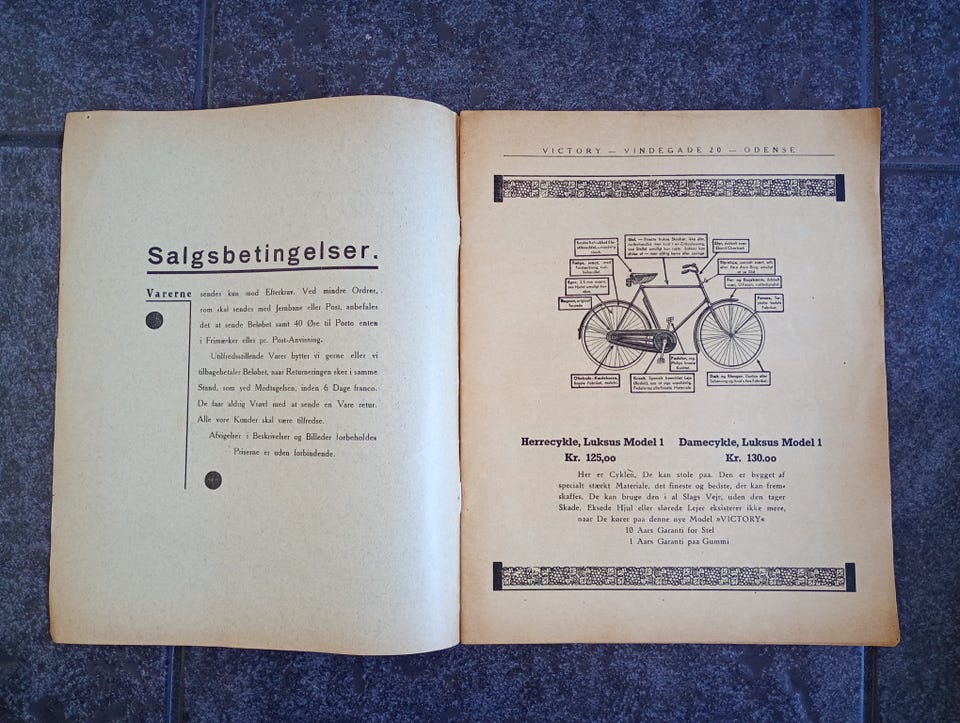 Salgsbetingelser.
Varerne sendes kun mod Efterkrav. Ved mindre Ordrer,
som skal sendes med Jernbane eller Post, anbefales
det at sende Beløbet samt 40 Øre til Porto enten
i Frimærker eller pr. Post-Anvisning.
Utilfredsstillende Varer bytter vi gerne eller vi
tilbagebetaler Beløbet, naar Returneringen sker i samme
Stand, som ved Modtagelsen, inden 6 Dage franco.
De faar aldrig Vrøvl med at sende en Vare retur.
Alle vore Kunder skal være tilfredse.
Afvigelser i Beskrivelser og Billeder forbeholdes
Priserne er uden forbindende.
VICTORY — VINDEGADE 20 — ODENSE
Herrecykle, Luksus Model 1 Damecykle, Luksus Model 1
Kr. 125,00 Kr. 130.00
Her er Cyklen, De kan stole paa. Den er bygget af
specialt stærkt Materiale, det fineste og bedste, der kan frem-
skaffes. De kan bruge den i al Slags Vejr, uden den tager
Skade. Eksede Hjul eller slørede Lejer eksisterer ikke mere,
naar De kører paa denne nye Model »VICTORY«
10 Aars Garanti for Stel
1 Aars Garanti paa Gummi